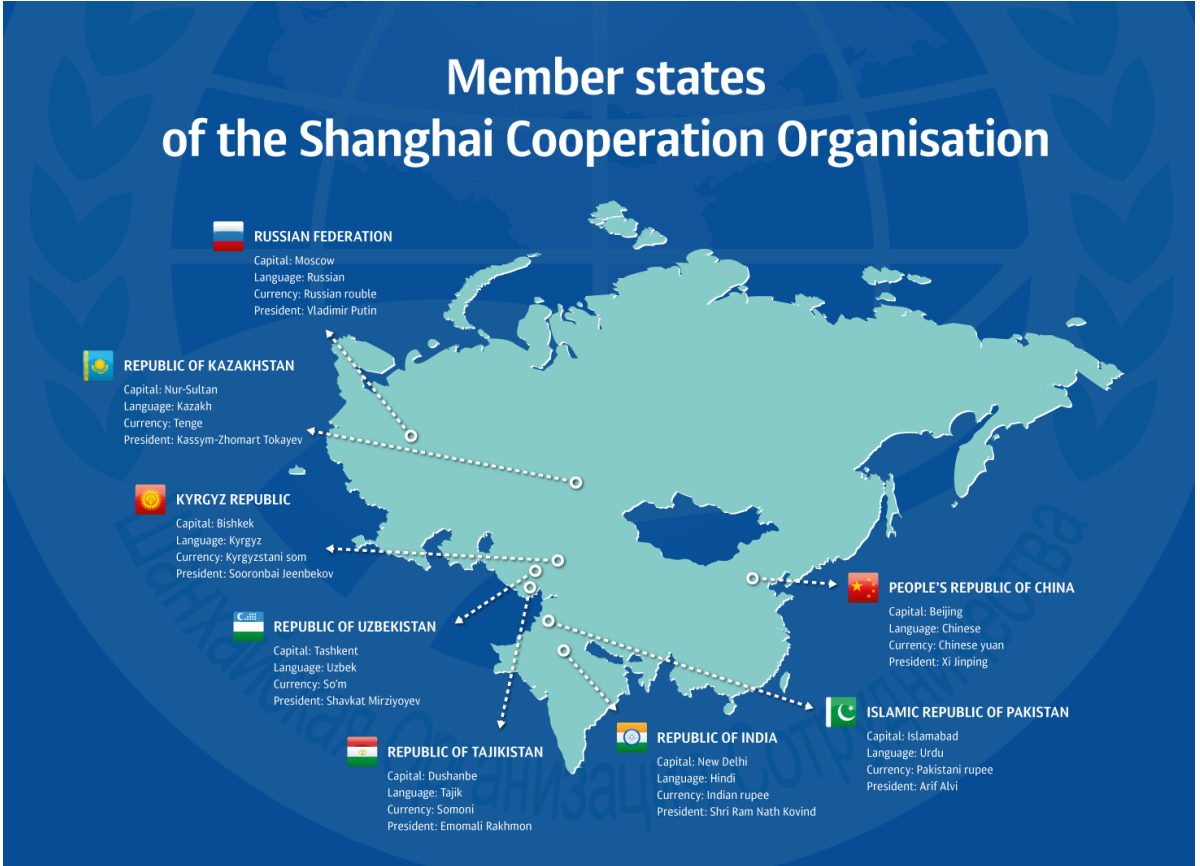 Member states
of the Shanghai Cooperation Organisation
RUSSIAN FEDERATION
Capital: Moscow
Language: Russian
Currency: Russian rouble
President: Vladimir Putin
REPUBLIC OF KAZAKHSTAN
Capital: Nur-Sultan
Language: Kazakh
Currency: Tenge
President: Kassym-Zhomart Tokayev
KYRGYZ REPUBLIC
Capital: Bishkek
Language: Kyrgyz
Currency: Kyrgyzstani som
President: Sooronbai Jeenbekov
REPUBLIC OF UZBEKISTAN
Capital: Tashkent
Language: Uzbek
Currency: So'm
President: Shavkat Mirziyoyev
REPUBLIC OF TAJIKISTAN
Capital: Dushanbe
Language: Tajik
Currency: Somoni
President: Emomali Rakhmon
REPUBLIC OF INDIA
Capital: New Delhi
Language: Hindi
Currency: Indian rupee
President: Shri Ram Nath Kovind
ISLAMIC REPUBLIC OF PAKISTAN
Capital: Islamabad
Language: Urdu
Currency: Pakistani rupee
President: Arif Alvi
PEOPLE'S REPUBLIC OF CHINA
Capital: Beijing
Language: Chinese
Currency: Chinese yuan
President: Xi Jinping